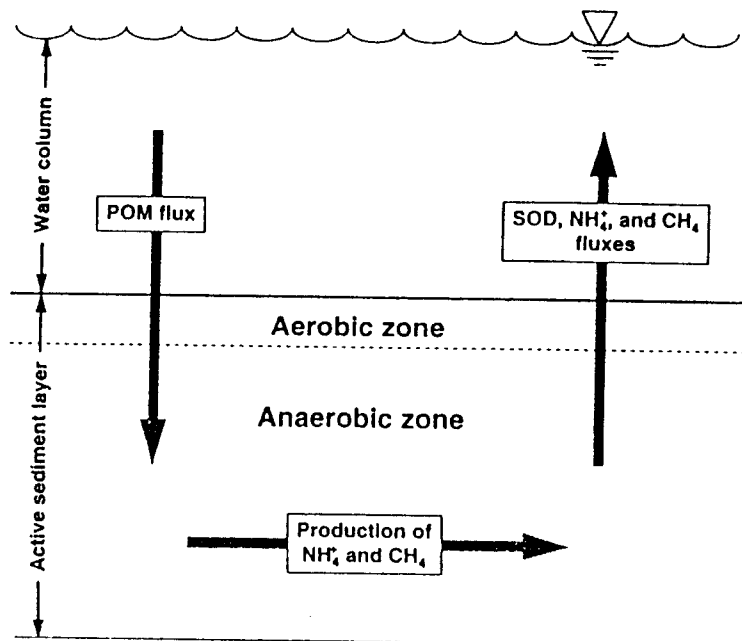 Water column
POM flux
SOD, NH₄⁺, and CH₄
fluxes
Aerobic zone
Active sediment layer
Anaerobic zone
Production of
NH₄⁺ and CH₄